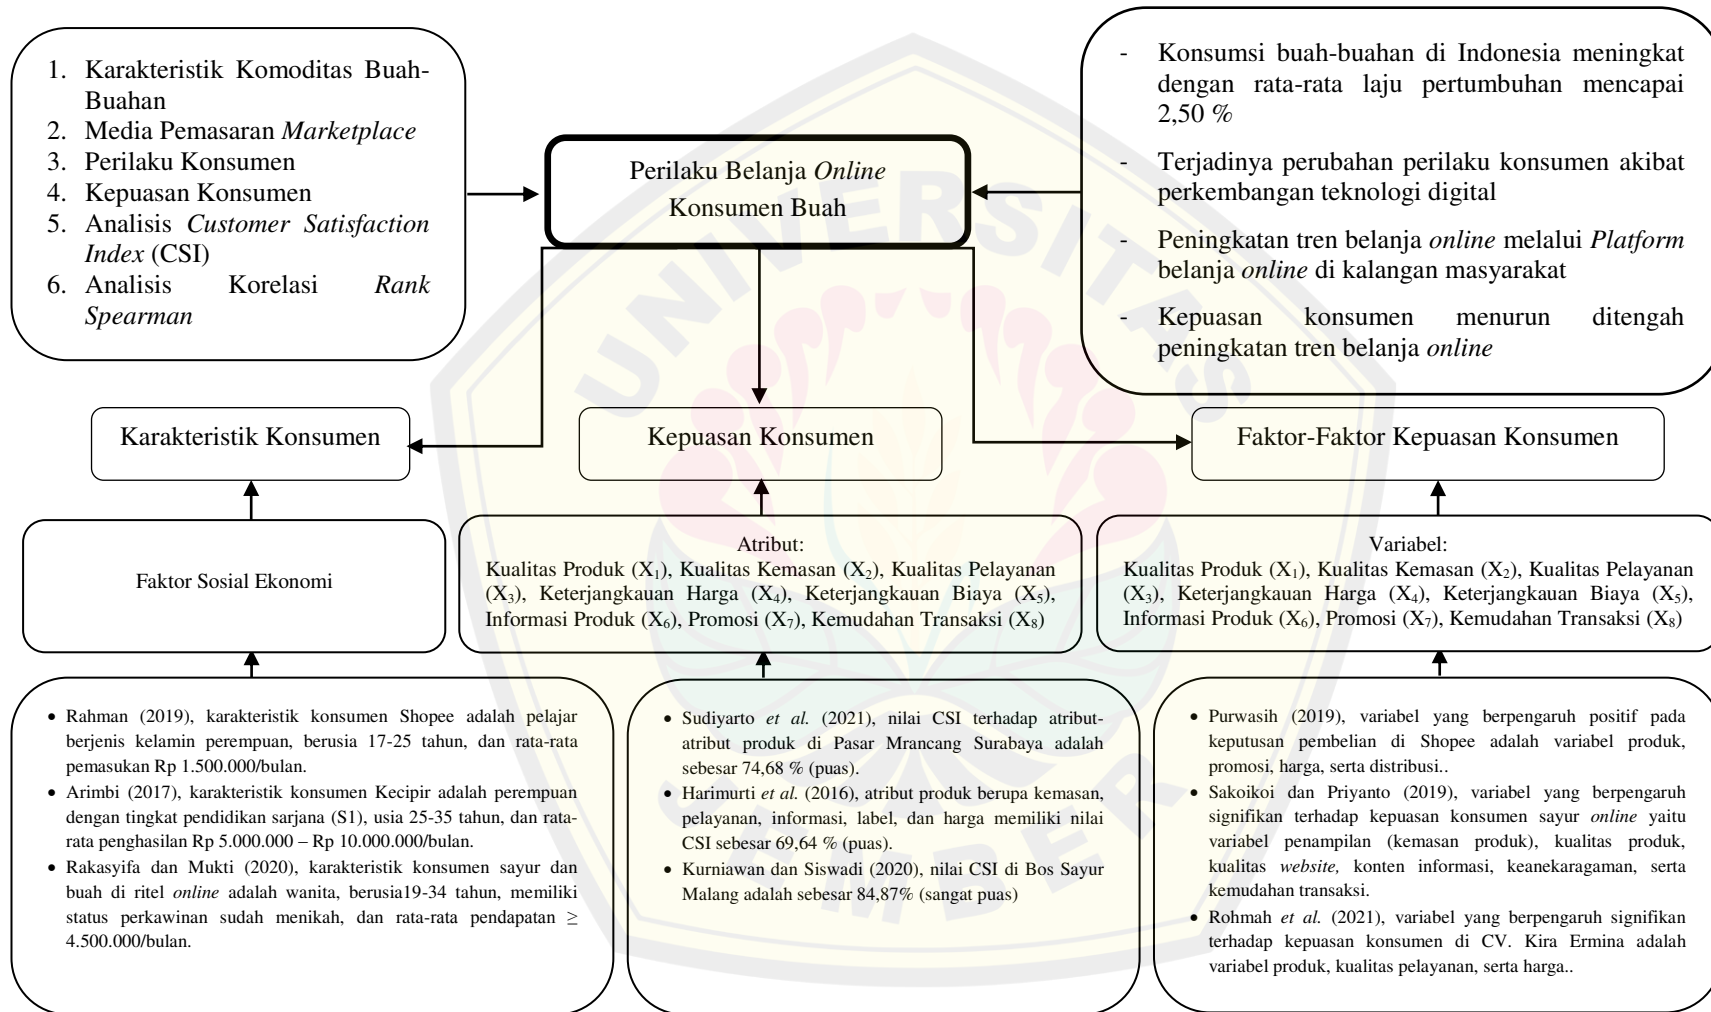 1. Karakteristik Komoditas Buah-
Buahan
2. Media Pemasaran Marketplace
3. Perilaku Konsumen
4. Kepuasan Konsumen
5. Analisis Customer Satisfaction
Index (CSI)
6. Analisis Korelasi Rank
Spearman
Perilaku Belanja Online
Konsumen Buah
- Konsumsi buah-buahan di Indonesia meningkat
dengan rata-rata laju pertumbuhan mencapai
2,50 %
- Terjadinya perubahan perilaku konsumen akibat
perkembangan teknologi digital
- Peningkatan tren belanja online melalui Platform
belanja online di kalangan masyarakat
- Kepuasan konsumen menurun ditengah
peningkatan tren belanja online
Karakteristik Konsumen
Kepuasan Konsumen
Faktor-Faktor Kepuasan Konsumen
Faktor Sosial Ekonomi
Atribut:
Kualitas Produk (X₁), Kualitas Kemasan (X₂), Kualitas Pelayanan
(X₃), Keterjangkauan Harga (X₄), Keterjangkauan Biaya (X₅),
Informasi Produk (X₆), Promosi (X₇), Kemudahan Transaksi (X₈)
Variabel:
Kualitas Produk (X₁), Kualitas Kemasan (X₂), Kualitas Pelayanan
(X₃), Keterjangkauan Harga (X₄), Keterjangkauan Biaya (X₅),
Informasi Produk (X₆), Promosi (X₇), Kemudahan Transaksi (X₈)
• Rahman (2019), karakteristik konsumen Shopee adalah pelajar
berjenis kelamin perempuan, berusia 17-25 tahun, dan rata-rata
pemasukan Rp 1.500.000/bulan.
• Arimbi (2017), karakteristik konsumen Kecipir adalah perempuan
dengan tingkat pendidikan sarjana (S1), usia 25-35 tahun, dan rata-
rata penghasilan Rp 5.000.000 – Rp 10.000.000/bulan.
• Rakasyifa dan Mukti (2020), karakteristik konsumen sayur dan
buah di ritel online adalah wanita, berusia19-34 tahun, memiliki
status perkawinan sudah menikah, dan rata-rata pendapatan ≥
4.500.000/bulan.
• Sudiyarto et al. (2021), nilai CSI terhadap atribut-
atribut produk di Pasar Mrancang Surabaya adalah
sebesar 74,68 % (puas).
• Harimurti et al. (2016), atribut produk berupa kemasan,
pelayanan, informasi, label, dan harga memiliki nilai
CSI sebesar 69,64 % (puas).
• Kurniawan dan Siswadi (2020), nilai CSI di Bos Sayur
Malang adalah sebesar 84,87% (sangat puas)
• Purwasih (2019), variabel yang berpengaruh positif pada
keputusan pembelian di Shopee adalah variabel produk,
promosi, harga, serta distribusi..
• Sakoikoi dan Priyanto (2019), variabel yang berpengaruh
signifikan terhadap kepuasan konsumen sayur online yaitu
variabel penampilan (kemasan produk), kualitas produk,
kualitas website, konten informasi, keanekaragaman, serta
kemudahan transaksi.
• Rohmah et al. (2021), variabel yang berpengaruh signifikan
terhadap kepuasan konsumen di CV. Kira Ermina adalah
variabel produk, kualitas pelayanan, serta harga..
UNIVERSITAS
JEMBER